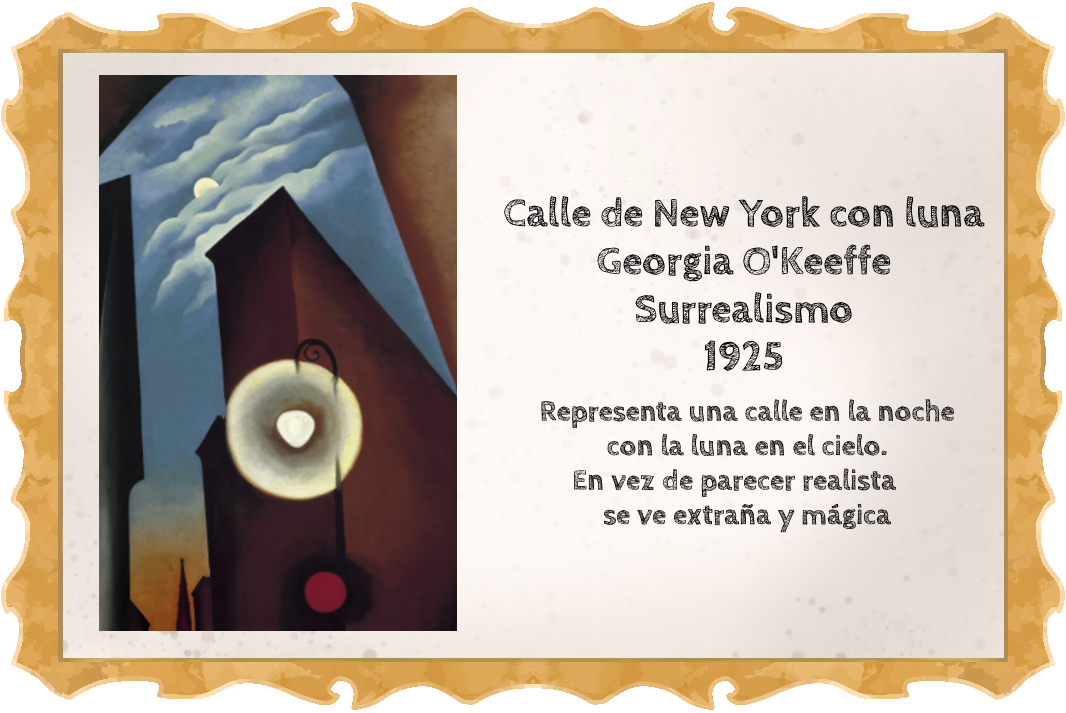 Calle de New York con luna
Georgia O'Keeffe
Surrealismo
1925
Representa una calle en la noche
con la luna en el cielo.
En vez de parecer realista
se ve extraña y mágica